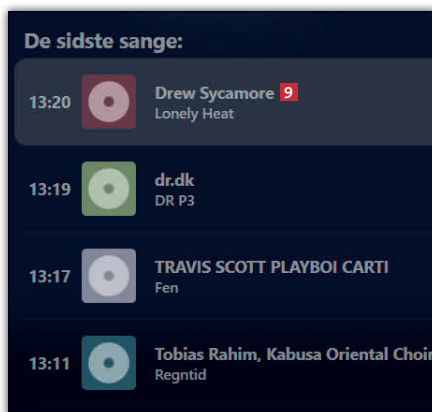 De sidste sange:
13:20
Drew Sycamore 9
Lonely Heat
13:19
dr.dk
DR P3
13:17
TRAVIS SCOTT PLAYBOI CARTI
Fen
13:11
Tobias Rahim, Kabusa Oriental Choir
Regntid